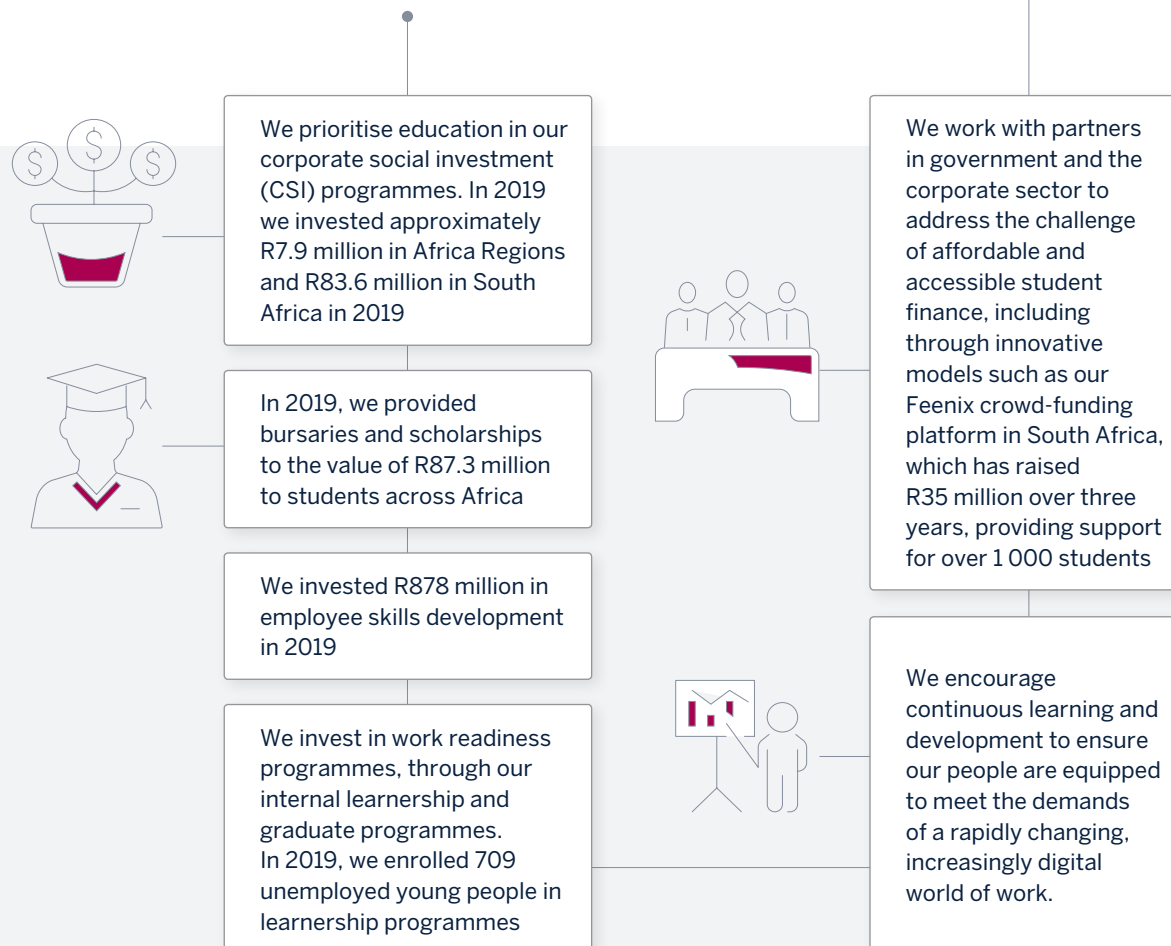 We prioritise education in our
corporate social investment
(CSI) programmes. In 2019
we invested approximately
R7.9 million in Africa Regions
and R83.6 million in South
Africa in 2019
In 2019, we provided
bursaries and scholarships
to the value of R87.3 million
to students across Africa
We invested R878 million in
employee skills development
in 2019
We invest in work readiness
programmes, through our
internal learnership and
graduate programmes.
In 2019, we enrolled 709
unemployed young people in
learnership programmes
We work with partners
in government and the
corporate sector to
address the challenge
of affordable and
accessible student
finance, including
through innovative
models such as our
Feenix crowd-funding
platform in South Africa,
which has raised
R35 million over three
years, providing support
for over 1 000 students
We encourage
continuous learning and
development to ensure
our people are equipped
to meet the demands
of a rapidly changing,
increasingly digital
world of work.